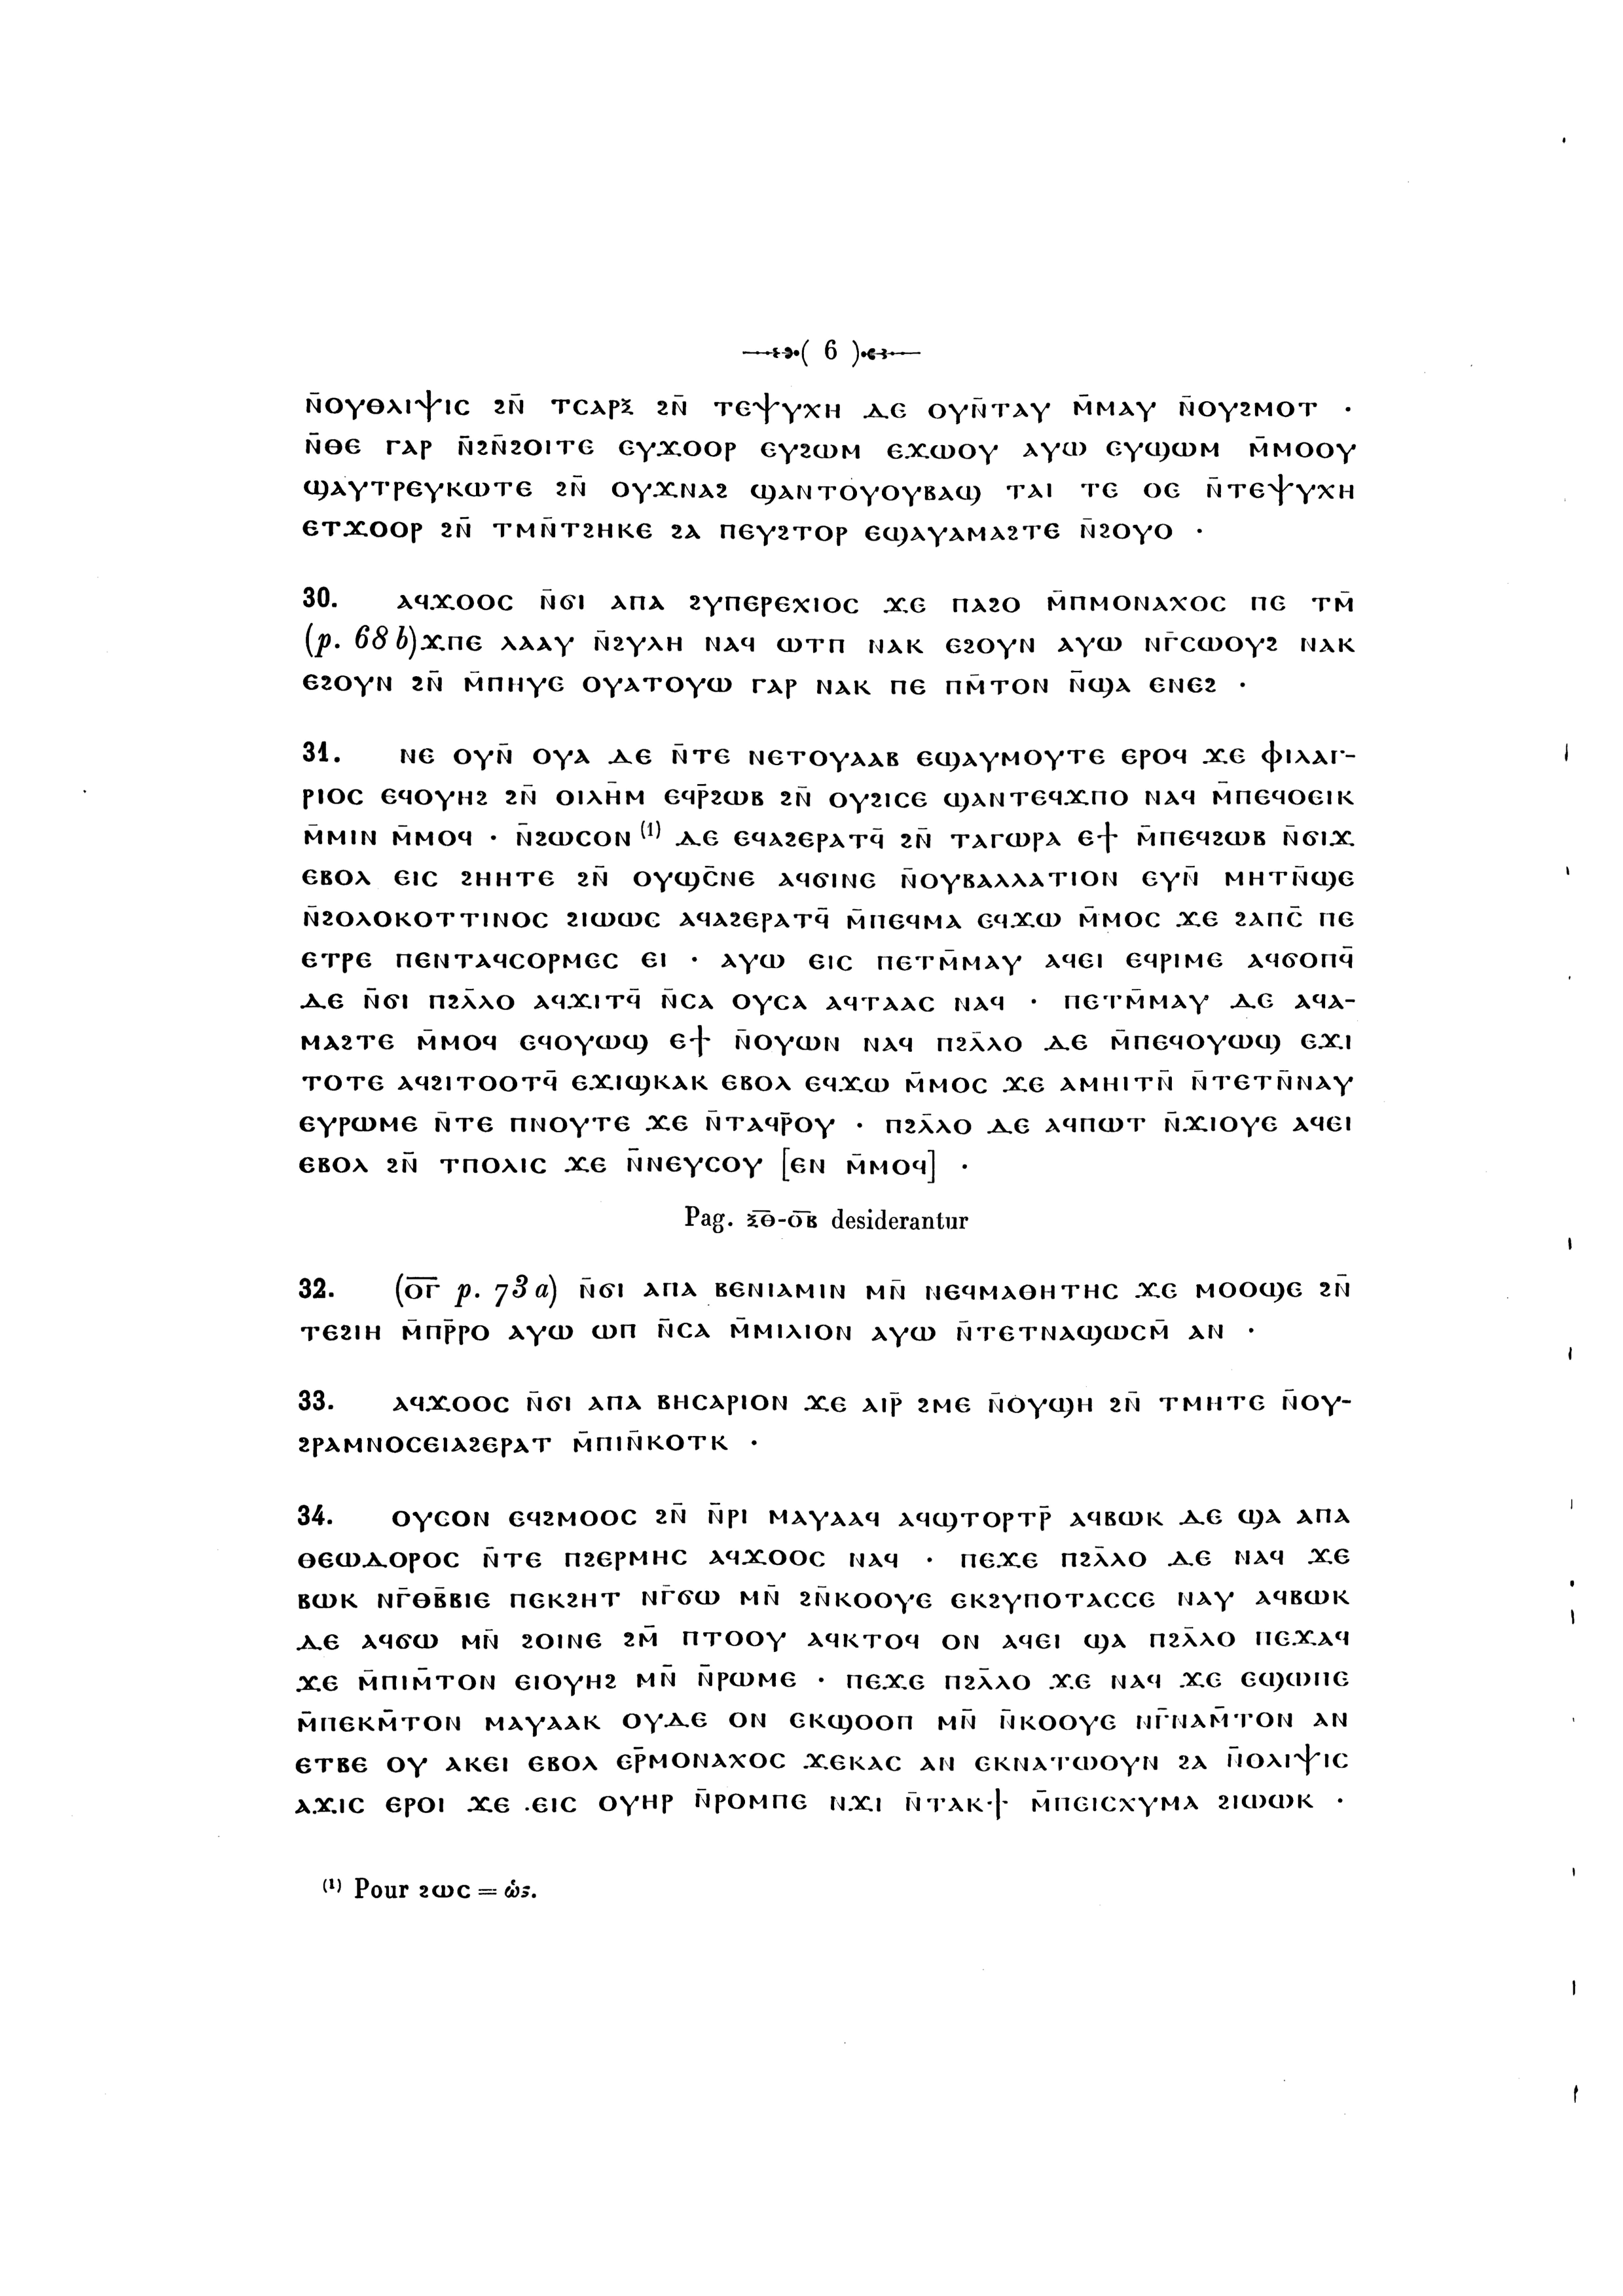 ( 6 )
ⲛ̄ⲟⲩⲑⲗⲓⲯⲓⲥ ϩⲛ̄ ⲧⲥⲁⲣⲝ ϩⲛ̄ ⲧⲉⲯⲩⲭⲏ ⲇⲉ ⲟⲩⲛ̄ⲧⲁⲩ ⲙ̄ⲙⲁⲩ ⲛ̄ⲟⲩϩⲙⲟⲧ ·
ⲛ̄ⲑⲉ ⲅⲁⲣ ⲛ̄ϩⲛ̄ϩⲟⲓⲧⲉ ⲉⲩϫⲟⲟⲣ ⲉⲩϩⲱⲙ ⲉϫⲱⲟⲩ ⲁⲩⲱ ⲉⲩϣⲱⲙ ⲙ̄ⲙⲟⲟⲩ
ϣⲁⲩⲧⲣⲉⲩⲕⲱⲧⲉ ϩⲛ̄ ⲟⲩϫⲛⲁϩ ϣⲁⲛⲧⲟⲩⲟⲩⲃⲁϣ ⲧⲁⲓ ⲧⲉ ⲟⲉ ⲛ̄ⲧⲉⲯⲩⲭⲏ
ⲉⲧϫⲟⲟⲣ ϩⲛ̄ ⲧⲙⲛ̄ⲧϩⲏⲕⲉ ϩⲁ ⲡⲉⲩϩⲧⲟⲣ ⲉϣⲁⲩⲁⲙⲁϩⲧⲉ ⲛ̄ϩⲟⲩⲟ ·
30. ⲁϥϫⲟⲟⲥ ⲛ̄ϭⲓ ⲁⲡⲁ ϩⲩⲡⲉⲣⲉⲭⲓⲟⲥ ϫⲉ ⲡⲁϩⲟ ⲙ̄ⲡⲙⲟⲛⲁⲭⲟⲥ ⲡⲉ ⲧⲙ̄
(p. 68 b)ϫⲡⲉ ⲗⲁⲁⲩ ⲛ̄ϩⲩⲗⲏ ⲛⲁϥ ⲱⲧⲡ ⲛⲁⲕ ⲉϩⲟⲩⲛ ⲁⲩⲱ ⲛⲅ̄ⲥⲱⲟⲩϩ ⲛⲁⲕ
ⲉϩⲟⲩⲛ ϩⲛ̄ ⲙ̄ⲡⲏⲩⲉ ⲟⲩⲁⲧⲟⲩⲱ ⲅⲁⲣ ⲛⲁⲕ ⲡⲉ ⲡⲙ̄ⲧⲟⲛ ⲛ̄ϣⲁ ⲉⲛⲉϩ ·
31. ⲛⲉ ⲟⲩⲛ̄ ⲟⲩⲁ ⲇⲉ ⲛ̄ⲧⲉ ⲛⲉⲧⲟⲩⲁⲁⲃ ⲉϣⲁⲩⲙⲟⲩⲧⲉ ⲉⲣⲟϥ ϫⲉ ⲫⲓⲗⲁⲅ-
ⲣⲓⲟⲥ ⲉϥⲟⲩⲏϩ ϩⲛ̄ ⲟⲓⲗⲏ̄ⲙ ⲉϥⲣ̄ϩⲱⲃ ϩⲛ̄ ⲟⲩϩⲓⲥⲉ ϣⲁⲛⲧⲉϥϫⲡⲟ ⲛⲁϥ ⲙ̄ⲡⲉϥⲟⲉⲓⲕ
ⲙ̄ⲙⲓⲛ ⲙ̄ⲙⲟϥ · ⲛ̄ϩⲱⲥⲟⲛ (1) ⲇⲉ ⲉϥⲁϩⲉⲣⲁⲧϥ̄ ϩⲛ̄ ⲧⲁⲅⲱⲣⲁ ⲉϯ ⲙ̄ⲡⲉϥϩⲱⲃ ⲛ̄ϭⲓϫ
ⲉⲃⲟⲗ ⲉⲓⲥ ϩⲏⲏⲧⲉ ϩⲛ̄ ⲟⲩϣⲥ̄ⲛⲉ ⲁϥϭⲓⲛⲉ ⲛ̄ⲟⲩⲃⲁⲗⲗⲁⲧⲓⲟⲛ ⲉⲩⲛ̄ ⲙⲏⲧⲛ̄ϣⲉ
ⲛ̄ϩⲟⲗⲟⲕⲟⲧⲧⲓⲛⲟⲥ ϩⲓⲱⲱⲥ ⲁϥⲁϩⲉⲣⲁⲧϥ̄ ⲙ̄ⲡⲉϥⲙⲁ ⲉϥϫⲱ ⲙ̄ⲙⲟⲥ ϫⲉ ϩⲁⲡⲥ̄ ⲡⲉ
ⲉⲧⲣⲉ ⲡⲉⲛⲧⲁϥⲥⲟⲣⲙⲉⲥ ⲉⲓ · ⲁⲩⲱ ⲉⲓⲥ ⲡⲉⲧⲙ̄ⲙⲁⲩ ⲁϥⲉⲓ ⲉϥⲣⲓⲙⲉ ⲁϥϭⲟⲡϥ̄
ⲇⲉ ⲛ̄ϭⲓ ⲡϩⲗ̄ⲗⲟ ⲁϥϫⲓⲧϥ̄ ⲛ̄ⲥⲁ ⲟⲩⲥⲁ ⲁϥⲧⲁⲁⲥ ⲛⲁϥ · ⲡⲉⲧⲙ̄ⲙⲁⲩ ⲇⲉ ⲁϥⲁ-
ⲙⲁϩⲧⲉ ⲙ̄ⲙⲟϥ ⲉϥⲟⲩⲱϣ ⲉϯ ⲛ̄ⲟⲩⲱⲛ ⲛⲁϥ ⲡϩⲗ̄ⲗⲟ ⲇⲉ ⲙ̄ⲡⲉϥⲟⲩⲱϣ ⲉϫⲓ
ⲧⲟⲧⲉ ⲁϥϩⲓⲧⲟⲟⲧϥ̄ ⲉϫⲓϣⲕⲁⲕ ⲉⲃⲟⲗ ⲉϥϫⲱ ⲙ̄ⲙⲟⲥ ϫⲉ ⲁⲙⲏⲓⲧⲛ̄ ⲛ̄ⲧⲉⲧⲛ̄ⲛⲁⲩ
ⲉⲩⲣⲱⲙⲉ ⲛ̄ⲧⲉ ⲡⲛⲟⲩⲧⲉ ϫⲉ ⲛ̄ⲧⲁϥⲣ̄ⲟⲩ · ⲡϩⲗ̄ⲗⲟ ⲇⲉ ⲁϥⲡⲱⲧ ⲛ̄ϫⲓⲟⲩⲉ ⲁϥⲉⲓ
ⲉⲃⲟⲗ ϩⲛ̄ ⲧⲡⲟⲗⲓⲥ ϫⲉ ⲛ̄ⲛⲉⲩⲥⲟⲩ [ⲉⲛ ⲙ̄ⲙⲟϥ] ·
Pag. ⲝ̄ⲑ̄-ⲟ̄ⲃ̄ desiderantur
32. (ⲟ̄ⲅ̄ p. 73 a) ⲛ̄ϭⲓ ⲁⲡⲁ ⲃⲉⲛⲓⲁⲙⲓⲛ ⲙⲛ̄ ⲛⲉϥⲙⲁⲑⲏⲧⲏⲥ ϫⲉ ⲙⲟⲟϣⲉ ϩⲛ̄
ⲧⲉϩⲓⲏ ⲙ̄ⲡⲣ̄ⲣⲟ ⲁⲩⲱ ⲱⲡ ⲛ̄ⲥⲁ ⲙ̄ⲙⲓⲗⲓⲟⲛ ⲁⲩⲱ ⲛ̄ⲧⲉⲧⲛⲁϣⲱⲥⲙ̄ ⲁⲛ ·
33. ⲁϥϫⲟⲟⲥ ⲛ̄ϭⲓ ⲁⲡⲁ ⲃⲏⲥⲁⲣⲓⲟⲛ ϫⲉ ⲁⲓⲣ̄ ϩⲙⲉ ⲛ̄ⲟⲩϣⲏ ϩⲛ̄ ⲧⲙⲏⲧⲉ ⲛ̄ⲟⲩ-
ϩⲣⲁⲙⲛⲟⲥⲉⲓⲁϩⲉⲣⲁⲧ ⲙ̄ⲡⲓⲛ̄ⲕⲟⲧⲕ ·
34. ⲟⲩⲥⲟⲛ ⲉϥϩⲙⲟⲟⲥ ϩⲛ̄ ⲛ̄ⲣⲓ ⲙⲁⲩⲁⲁϥ ⲁϥϣⲧⲟⲣⲧⲣ̄ ⲁϥⲃⲱⲕ ⲇⲉ ϣⲁ ⲁⲡⲁ
ⲑⲉⲱⲇⲟⲣⲟⲥ ⲛ̄ⲧⲉ ⲡϩⲉⲣⲙⲏⲥ ⲁϥϫⲟⲟⲥ ⲛⲁϥ · ⲡⲉϫⲉ ⲡϩⲗ̄ⲗⲟ ⲇⲉ ⲛⲁϥ ϫⲉ
ⲃⲱⲕ ⲛⲅ̄ⲑⲃ̄ⲃⲓⲉ ⲡⲉⲕϩⲏⲧ ⲛⲅ̄ϭⲱ ⲙⲛ̄ ϩⲛ̄ⲕⲟⲟⲩⲉ ⲉⲕϩⲩⲡⲟⲧⲁⲥⲥⲉ ⲛⲁⲩ ⲁϥⲃⲱⲕ
ⲇⲉ ⲁϥϭⲱ ⲙⲛ̄ ϩⲟⲓⲛⲉ ϩⲙ̄ ⲡⲧⲟⲟⲩ ⲁϥⲕⲧⲟϥ ⲟⲛ ⲁϥⲉⲓ ϣⲁ ⲡϩⲗ̄ⲗⲟ ⲡⲉϫⲁϥ
ϫⲉ ⲙ̄ⲡⲓⲙ̄ⲧⲟⲛ ⲉⲓⲟⲩⲏϩ ⲙⲛ̄ ⲛ̄ⲣⲱⲙⲉ · ⲡⲉϫⲉ ⲡϩⲗ̄ⲗⲟ ϫⲉ ⲛⲁϥ ϫⲉ ⲉϣⲱⲡⲉ
ⲙ̄ⲡⲉⲕⲙ̄ⲧⲟⲛ ⲙⲁⲩⲁⲁⲕ ⲟⲩⲇⲉ ⲟⲛ ⲉⲕϣⲟⲟⲡ ⲙⲛ̄ ⲛ̄ⲕⲟⲟⲩⲉ ⲛⲅ̄ⲛⲁⲙ̄ⲧⲟⲛ ⲁⲛ
ⲉⲧⲃⲉ ⲟⲩ ⲁⲕⲉⲓ ⲉⲃⲟⲗ ⲉⲣ̄ⲙⲟⲛⲁⲭⲟⲥ ϫⲉⲕⲁⲥ ⲁⲛ ⲉⲕⲛⲁⲧⲱⲟⲩⲛ ϩⲁ ⲛ̄ⲟⲗⲓⲯⲓⲥ
ⲁϫⲓⲥ ⲉⲣⲟⲓ ϫⲉ ·ⲉⲓⲥ ⲟⲩⲏⲣ ⲛ̄ⲣⲟⲙⲡⲉ ⲛϫⲓ ⲛ̄ⲧⲁⲕϯ ⲙ̄ⲡⲉⲓⲥⲭⲩⲙⲁ ϩⲓⲱⲱⲕ ·
(1) Pour ϩⲱⲥ = ὡς.